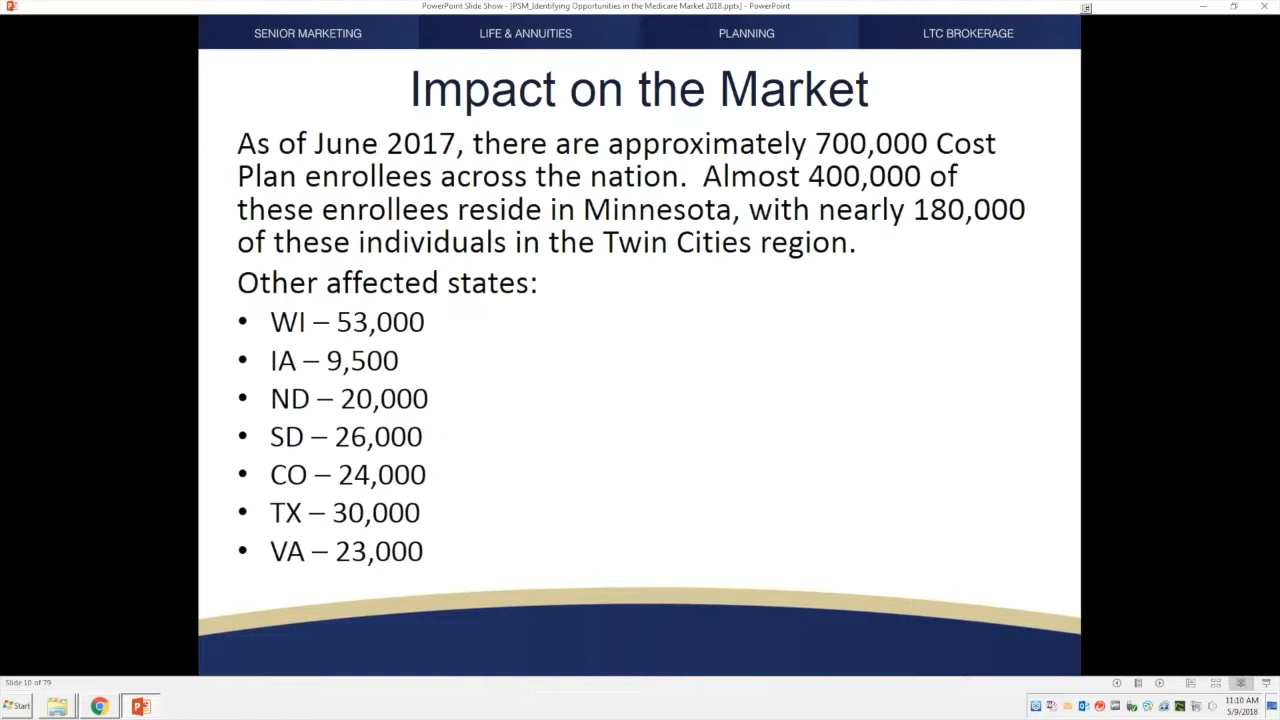 PowerPoint Slide Show - [PSM_Identifying Opportunities in the Medicare Market 2018.pptx] - PowerPoint
SENIOR MARKETING LIFE & ANNUITIES PLANNING LTC BROKERAGE
Impact on the Market
As of June 2017, there are approximately 700,000 Cost
Plan enrollees across the nation.  Almost 400,000 of
these enrollees reside in Minnesota, with nearly 180,000
of these individuals in the Twin Cities region.
Other affected states:
• WI – 53,000
• IA – 9,500
• ND – 20,000
• SD – 26,000
• CO – 24,000
• TX – 30,000
• VA – 23,000
Slide 10 of 79
Start
11:10 AM
5/9/2018